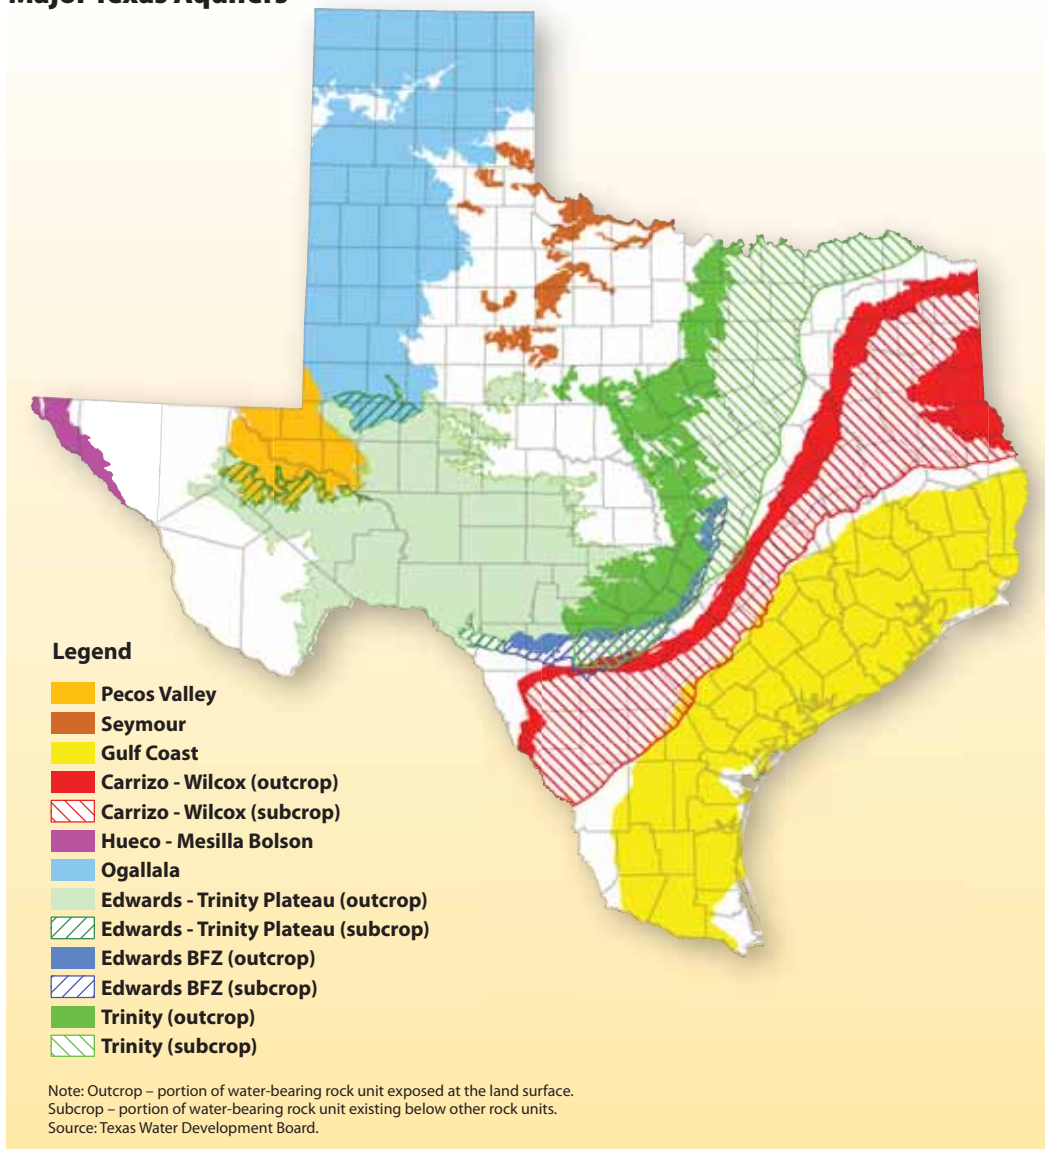 Major Texas Aquifers
Legend
Pecos Valley
Seymour
Gulf Coast
Carrizo - Wilcox (outcrop)
Carrizo - Wilcox (subcrop)
Hueco - Mesilla Bolson
Ogallala
Edwards - Trinity Plateau (outcrop)
Edwards - Trinity Plateau (subcrop)
Edwards BFZ (outcrop)
Edwards BFZ (subcrop)
Trinity (outcrop)
Trinity (subcrop)
Note: Outcrop – portion of water-bearing rock unit exposed at the land surface.
Subcrop – portion of water-bearing rock unit existing below other rock units.
Source: Texas Water Development Board.